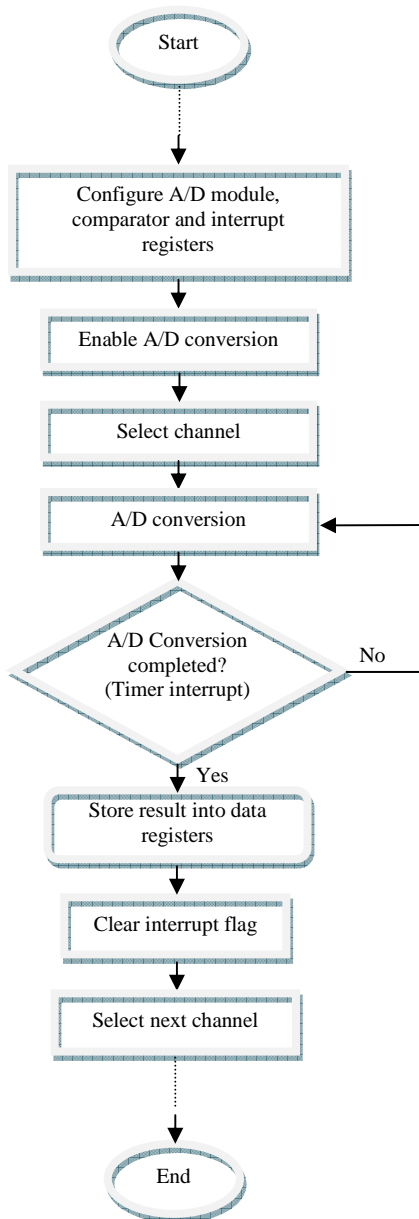 Start
Configure A/D module,
comparator and interrupt
registers
Enable A/D conversion
Select channel
A/D conversion
A/D Conversion
completed?
(Timer interrupt)
No
Yes
Store result into data
registers
Clear interrupt flag
Select next channel
End